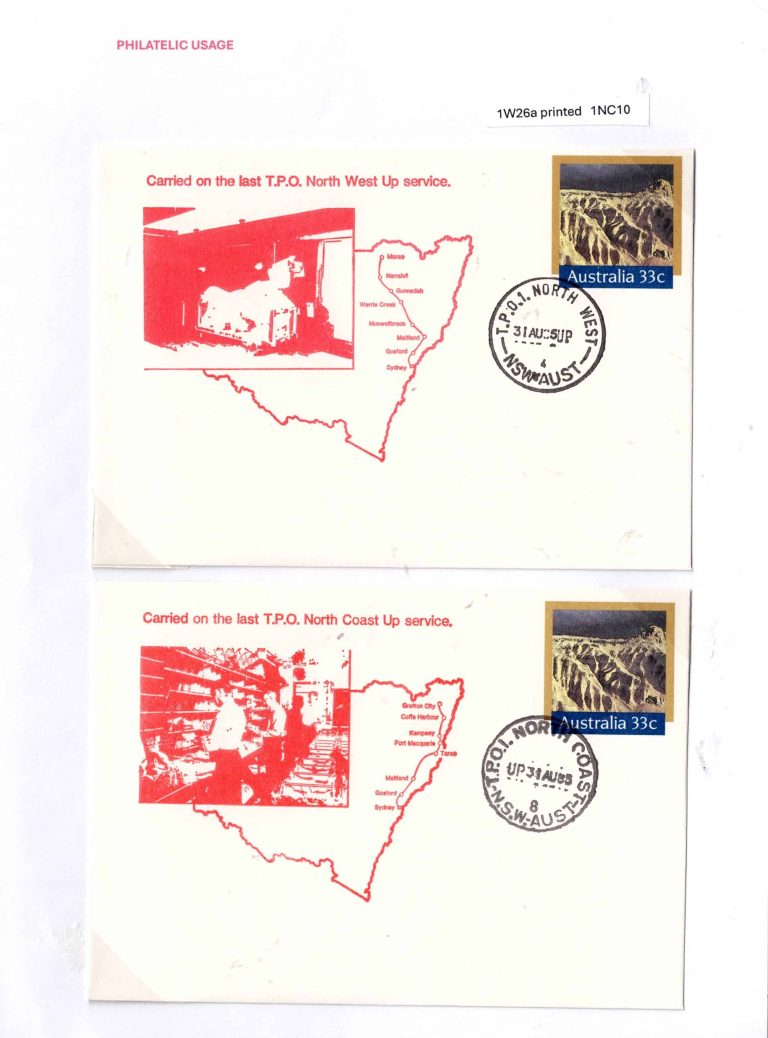 PHILATELIC USAGE
1W26a printed 1NC10
Carried on the last T.P.O. North West Up service.
Moree
Narrabri
Gunnedah
Werris Creek
Muswellbrook
Maitland
Gosford
Sydney
Australia 33c
T.P.O.1. NORTH WEST
UP
4
NSW AUST
Carried on the last T.P.O. North Coast Up service.
Grafton City
Coffs Harbour
Kempsey
Port Macquarie
Taree
Maitland
Gosford
Sydney
Australia 33c
T.P.O.1. NORTH COAST
UP 31 AU
8
N.S.W-AUST